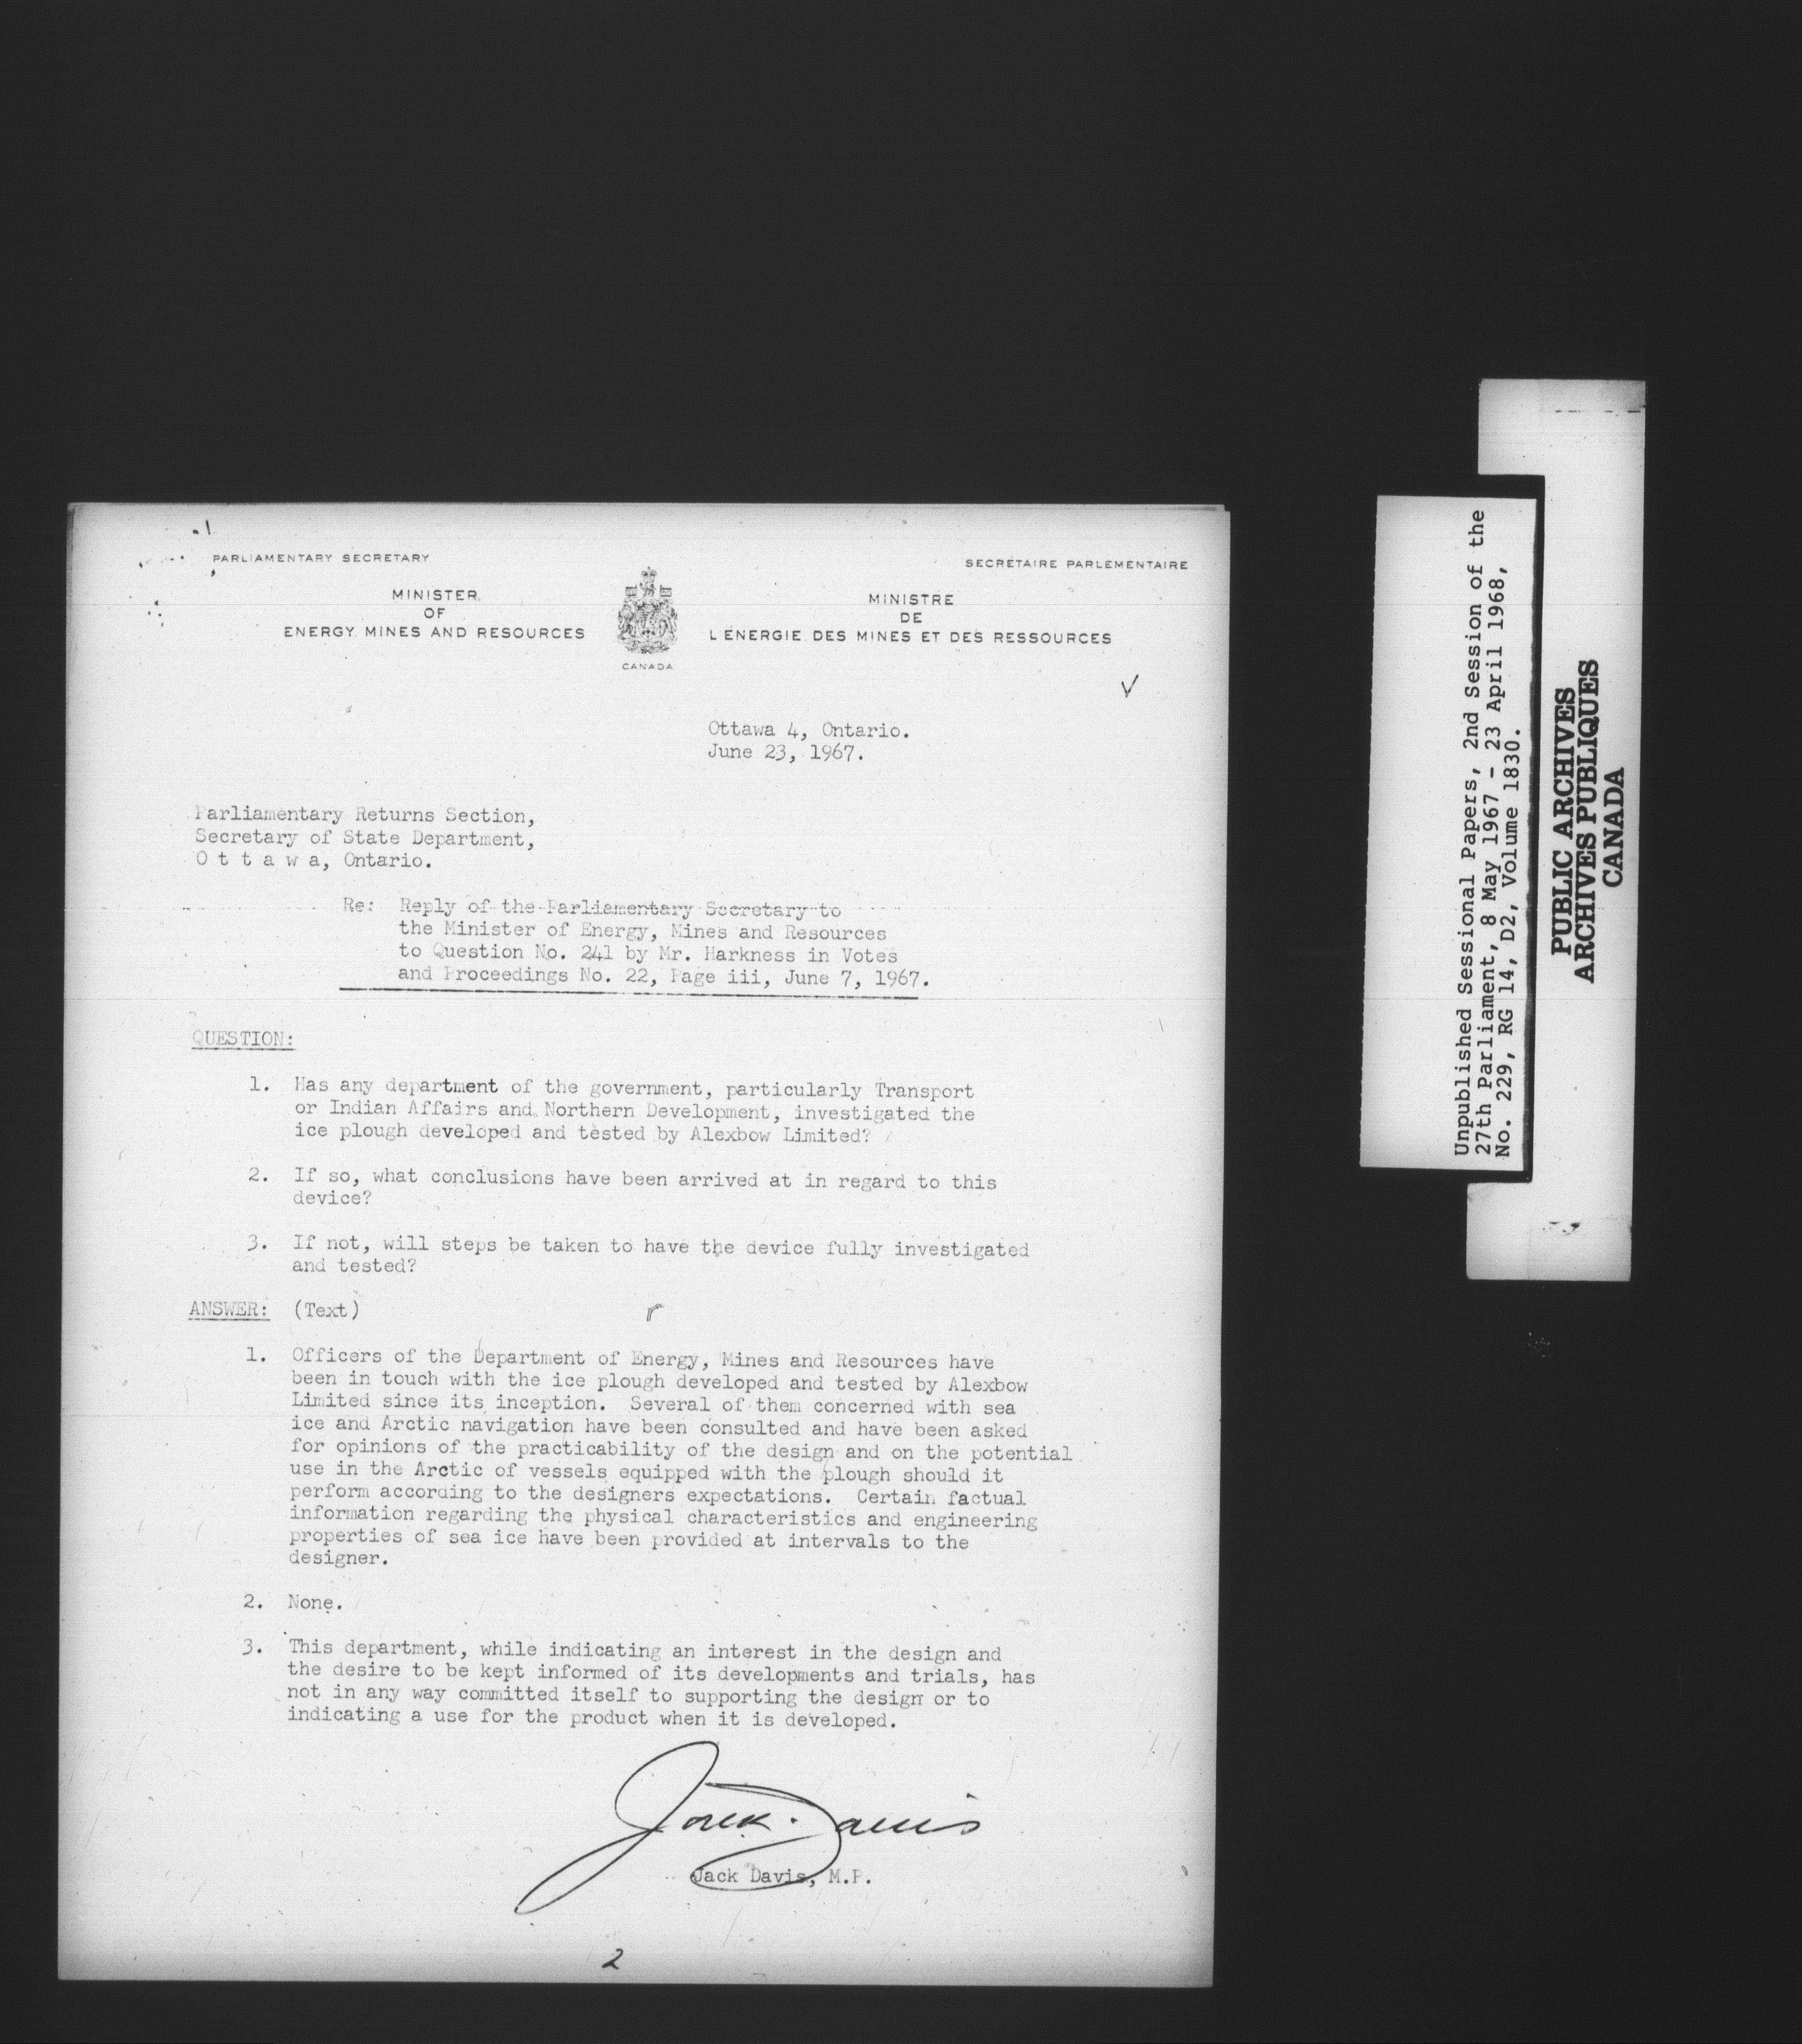 PARLIAMENTARY SECRETARY
SECRÉTAIRE PARLEMENTAIRE
MINISTER
OF
ENERGY, MINES AND RESOURCES
CANADA
MINISTRE
DE
L'ÉNERGIE, DES MINES ET DES RESSOURCES
Ottawa 4, Ontario.
June 23, 1967.
Parliamentary Returns Section,
Secretary of State Department,
O t t a w a, Ontario.
Re: Reply of the Parliamentary Secretary to
the Minister of Energy, Mines and Resources
to Question No. 241 by Mr. Harkness in Votes
and Proceedings No. 22, Page iii, June 7, 1967.
QUESTION:
1. Has any department of the government, particularly Transport
or Indian Affairs and Northern Development, investigated the
ice plough developed and tested by Alexbow Limited?
2. If so, what conclusions have been arrived at in regard to this
device?
3. If not, will steps be taken to have the device fully investigated
and tested?
ANSWER: (Text)
1. Officers of the Department of Energy, Mines and Resources have
been in touch with the ice plough developed and tested by Alexbow
Limited since its inception. Several of them concerned with sea
ice and Arctic navigation have been consulted and have been asked
for opinions of the practicability of the design and on the potential
use in the Arctic of vessels equipped with the plough should it
perform according to the designers expectations. Certain factual
information regarding the physical characteristics and engineering
properties of sea ice have been provided at intervals to the
designer.
2. None.
3. This department, while indicating an interest in the design and
the desire to be kept informed of its developments and trials, has
not in any way committed itself to supporting the design or to
indicating a use for the product when it is developed.
Jack Davis
Jack Davis, M.P.
2
Unpublished Sessional Papers, 2nd Session of the
27th Parliament, 8 May 1967 - 23 April 1968,
No. 229, RG 14, D2, Volume 1830.
PUBLIC ARCHIVES
ARCHIVES PUBLIQUES
CANADA